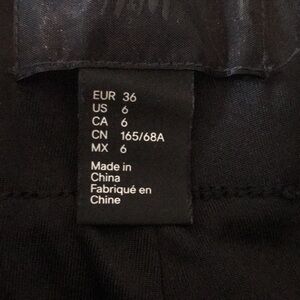 EUR 36
US 6
CA 6
CN 165/68A
MX 6
Made in
China
Fabriqué en
Chine